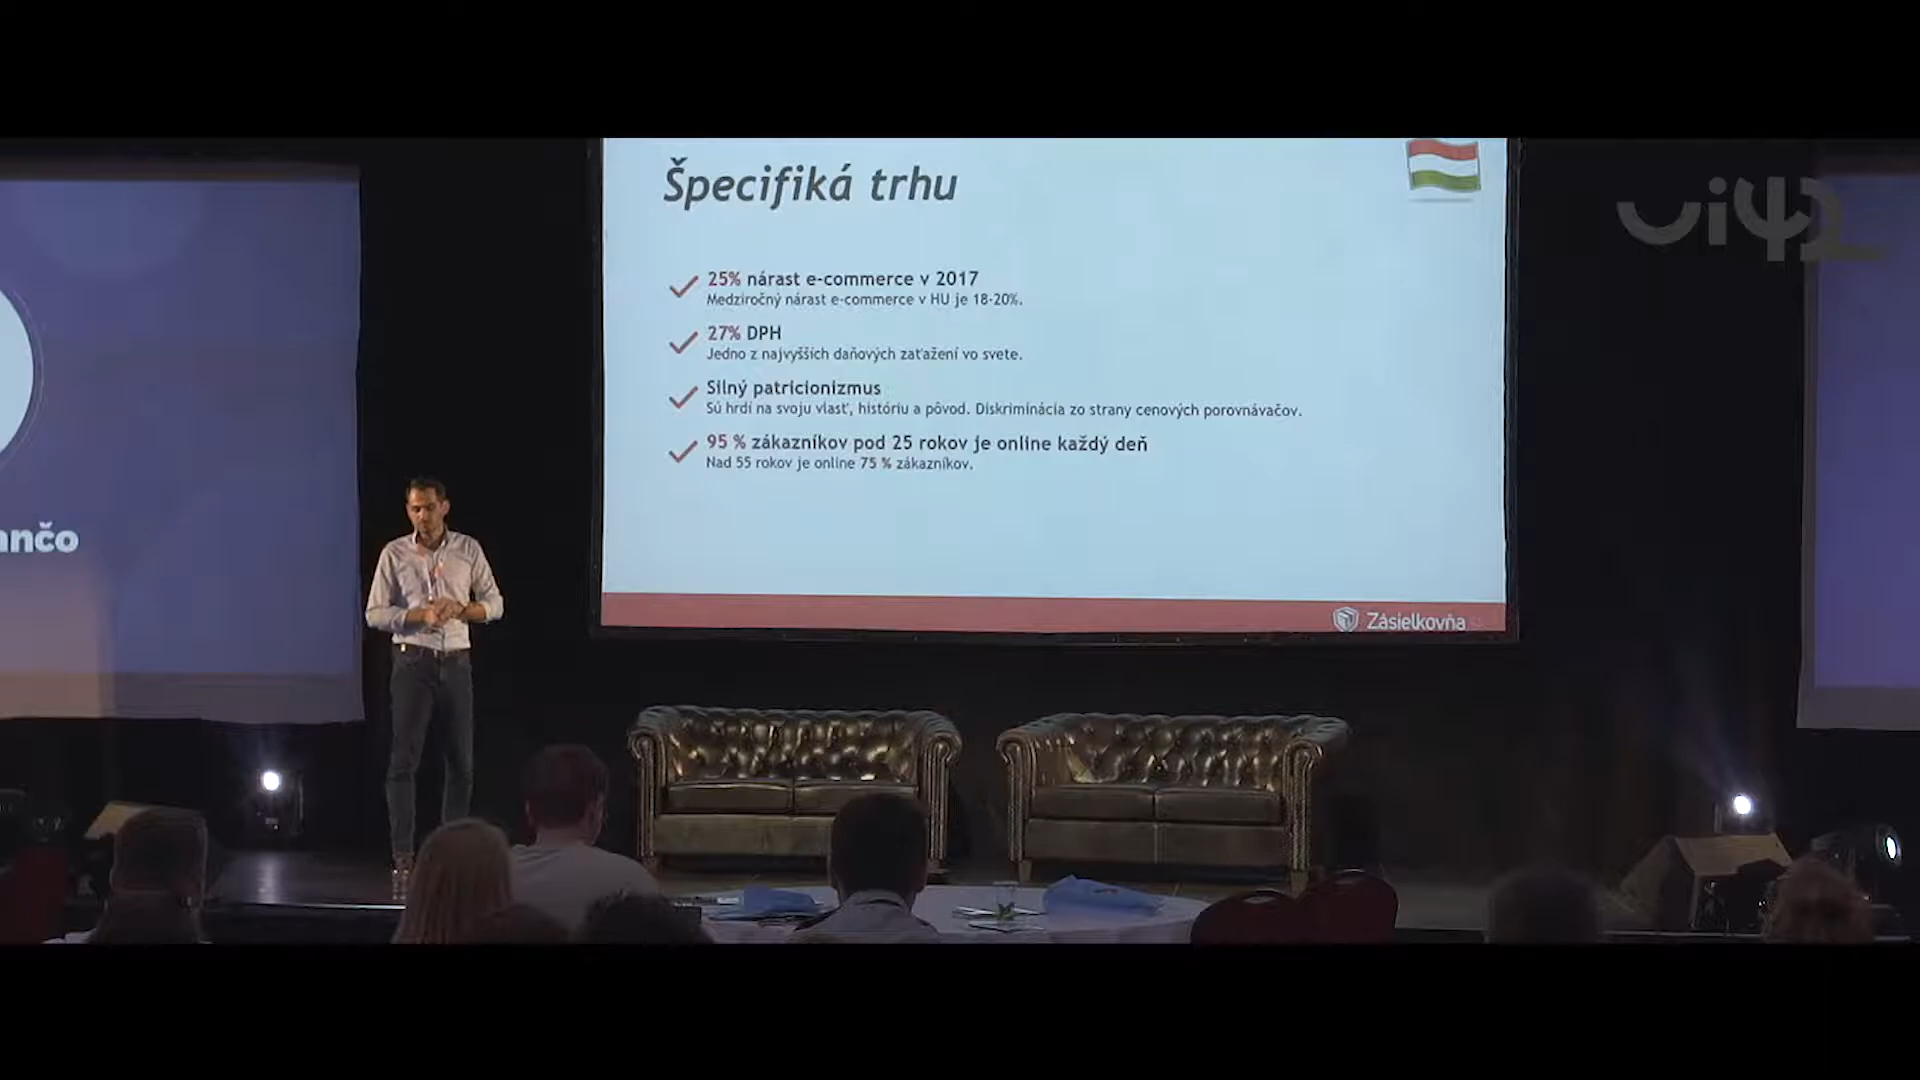 Špecifiká trhu
25% nárast e-commerce v 2017
Medziročný nárast e-commerce v HU je 18-20%.
27% DPH
Jedno z najvyšších daňových zaťažení vo svete.
Silný patricionizmus
Sú hrdí na svoju vlasť, históriu a pôvod. Diskriminácia zo strany cenových porovnávačov.
95 % zákazníkov pod 25 rokov je online každý deň
Nad 55 rokov je online 75 % zákazníkov.
Zásielkovňa
ančo
ui42